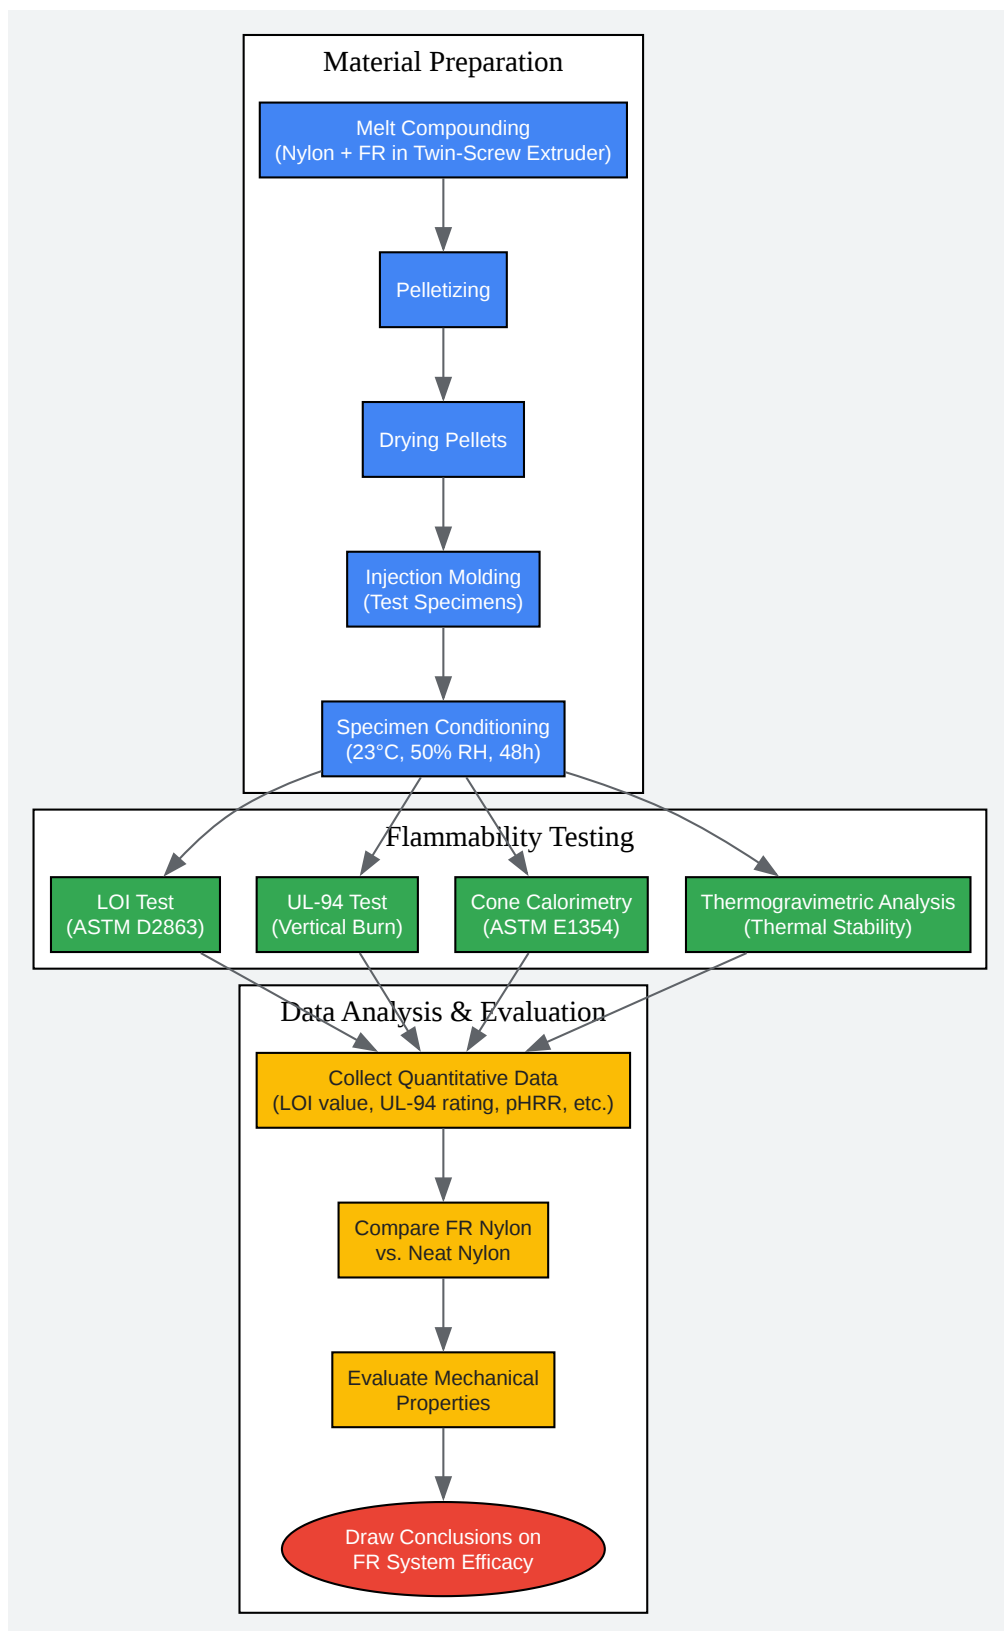 Material Preparation
Melt Compounding
(Nylon + FR in Twin-Screw Extruder)
Pelletizing
Drying Pellets
Injection Molding
(Test Specimens)
Specimen Conditioning
(23°C, 50% RH, 48h)
Flammability Testing
LOI Test
(ASTM D2863)
UL-94 Test
(Vertical Burn)
Cone Calorimetry
(ASTM E1354)
Thermogravimetric Analysis
(Thermal Stability)
Data Analysis & Evaluation
Collect Quantitative Data
(LOI value, UL-94 rating, pHRR, etc.)
Compare FR Nylon
vs. Neat Nylon
Evaluate Mechanical
Properties
Draw Conclusions on
FR System Efficacy